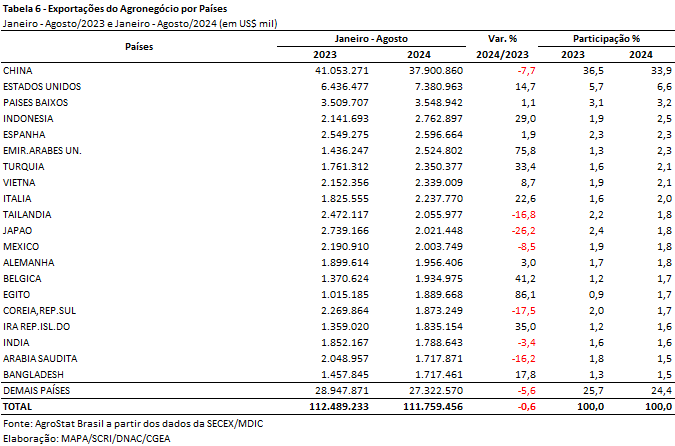 Tabela 6 - Exportações do Agronegócio por Países
Janeiro - Agosto/2023 e Janeiro - Agosto/2024 (em US$ mil)
Países Janeiro - Agosto Var. % Participação %
2023 2024 2024/2023 2023 2024
CHINA 41.053.271 37.900.860 -7,7 36,5 33,9
ESTADOS UNIDOS 6.436.477 7.380.963 14,7 5,7 6,6
PAISES BAIXOS 3.509.707 3.548.942 1,1 3,1 3,2
INDONESIA 2.141.693 2.762.897 29,0 1,9 2,5
ESPANHA 2.549.275 2.596.664 1,9 2,3 2,3
EMIR.ARABES UN. 1.436.247 2.524.802 75,8 1,3 2,3
TURQUIA 1.761.312 2.350.377 33,4 1,6 2,1
VIETNA 2.152.356 2.339.009 8,7 1,9 2,1
ITALIA 1.825.555 2.237.770 22,6 1,6 2,0
TAILANDIA 2.472.117 2.055.977 -16,8 2,2 1,8
JAPAO 2.739.166 2.021.448 -26,2 2,4 1,8
MEXICO 2.190.910 2.003.749 -8,5 1,9 1,8
ALEMANHA 1.899.614 1.956.406 3,0 1,7 1,8
BELGICA 1.370.624 1.934.975 41,2 1,2 1,7
EGITO 1.015.185 1.889.668 86,1 0,9 1,7
COREIA,REP.SUL 2.269.864 1.873.249 -17,5 2,0 1,7
IRA REP.ISL.DO 1.359.020 1.835.154 35,0 1,2 1,6
INDIA 1.852.167 1.788.643 -3,4 1,6 1,6
ARABIA SAUDITA 2.048.957 1.717.871 -16,2 1,8 1,5
BANGLADESH 1.457.845 1.717.461 17,8 1,3 1,5
DEMAIS PAÍSES 28.947.871 27.322.570 -5,6 25,7 24,4
TOTAL 112.489.233 111.759.456 -0,6 100,0 100,0
Fonte: AgroStat Brasil a partir dos dados da SECEX/MDIC
Elaboração: MAPA/SCRI/DNAC/CGEA